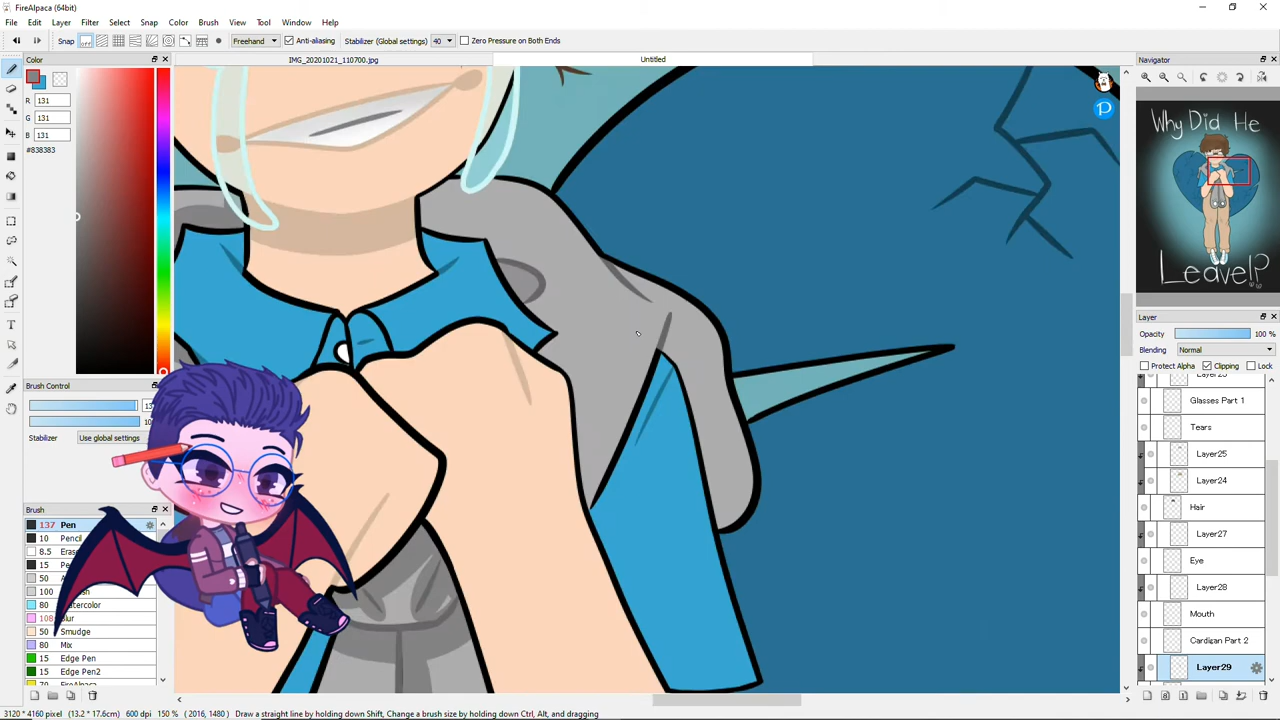 FireAlpaca (64bit)
File Edit View Layer Filter Select Snap Color Brush View Tool Window Help
Snap OFF Freehand Anti-aliasing Stabilizer (Global settings) 40 Zero Pressure on Both Ends
IMG_20201021_110700.jpg Untitled
Color
R 131
G 131
B 131
#838383
Brush Control
Stabilizer Use global settings
Brush
137 Pen
10 Pencil
8.5
15
50
100
80
Blur
50 Smudge
80 Mix
15 Edge Pen
15 Edge Pen2
Navigator
Why Did He
Leave!?
Layer
Opacity
Blending Normal
Protect Alpha Clipping Lock
Glasses Part 1
Tears
Layer25
Layer24
Hair
Layer27
Eye
Layer28
Mouth
Cardigan Part 2
Layer29
3120 * 4160 pixel (13.2 * 17.6cm) 600 dpi 150 % ( 2016, 1480 ) Draw a straight line by holding down Shift, Change a brush size by holding down Ctrl, Alt, and dragging